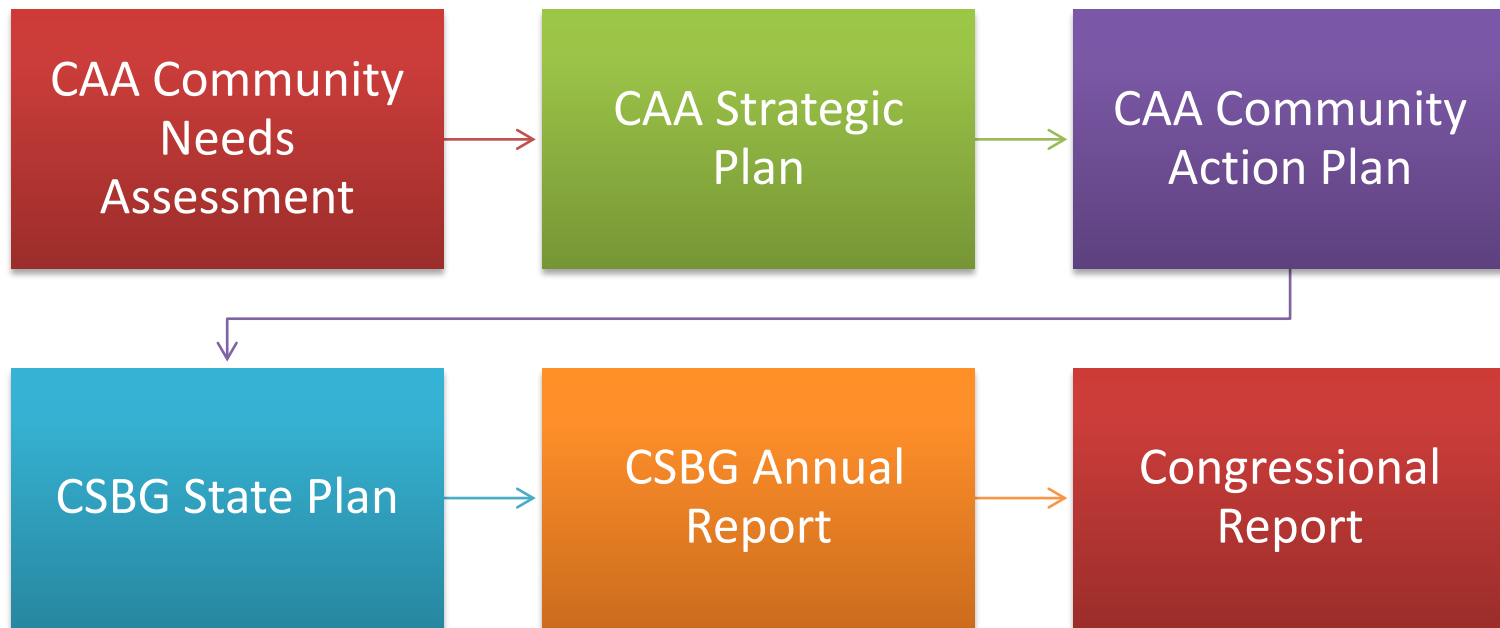 CAA Community
Needs
Assessment
CAA Strategic
Plan
CAA Community
Action Plan
CSBG State Plan
CSBG Annual
Report
Congressional
Report